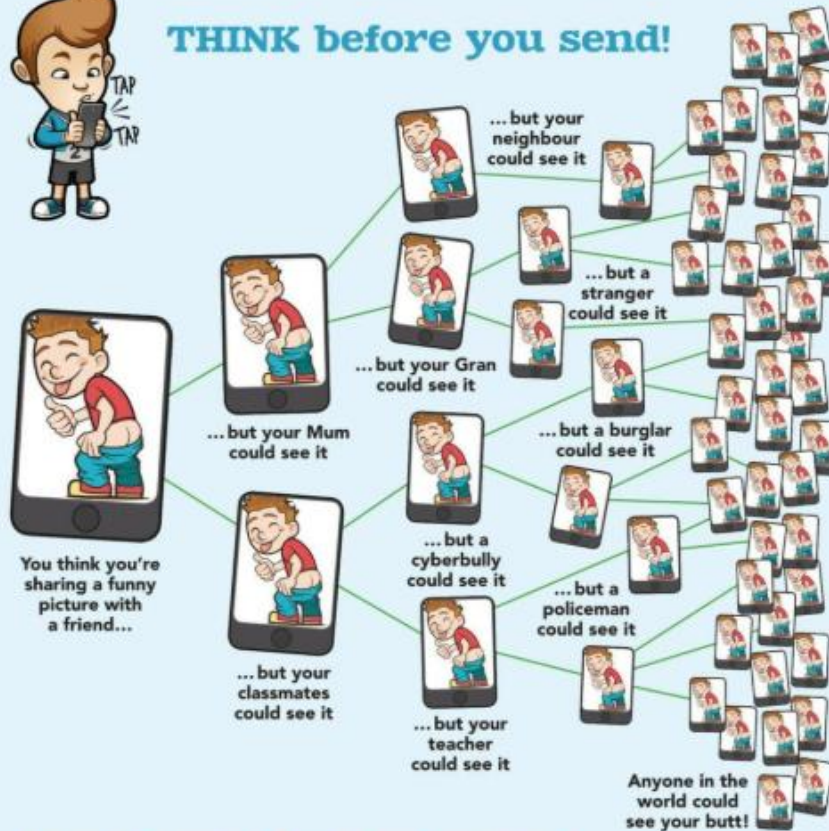 THINK before you send!
TAP
TAP
2
... but your
neighbour
could see it
... but a
stranger
could see it
... but your Gran
could see it
... but your Mum
could see it
... but a burglar
could see it
... but a
cyberbully
could see it
You think you're
sharing a funny
picture with
a friend...
... but a
policeman
could see it
... but your
classmates
could see it
... but your
teacher
could see it
Anyone in the
world could
see your butt!